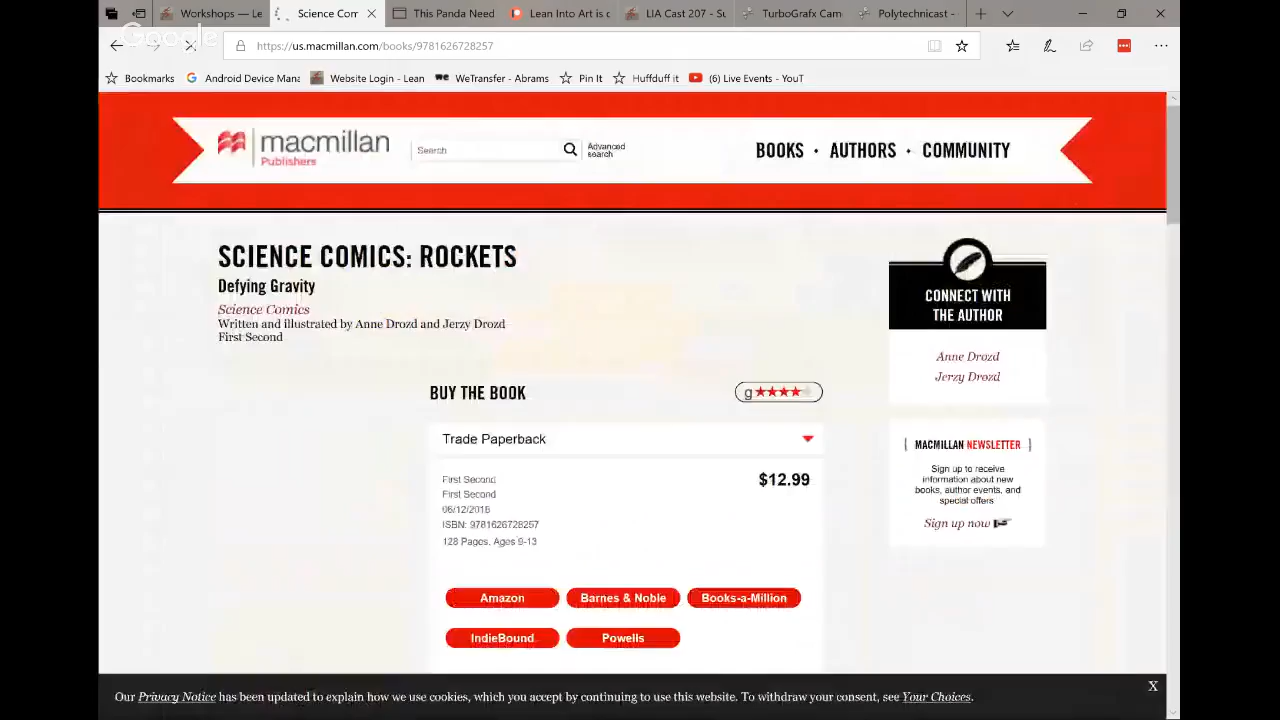 Workshops — Le
Science Com
This Panda Need
Lean Into Art is c
LIA Cast 207 - Su
TurboGrafx Cam
Polytechnicast -
Google
https://us.macmillan.com/books/9781626728257
Bookmarks
Android Device Mana
Website Login - Lean
WeTransfer - Abrams
Pin It
Huffduff it
(6) Live Events - YouT
macmillan
Publishers
Search
Advanced
search
BOOKS • AUTHORS • COMMUNITY
SCIENCE COMICS: ROCKETS
Defying Gravity
Science Comics
Written and illustrated by Anne Drozd and Jerzy Drozd
First Second
BUY THE BOOK
g★★★★
Trade Paperback
First Second
$12.99
First Second
06/12/2018
ISBN: 9781626728257
128 Pages, Ages 9-13
Amazon
Barnes & Noble
Books-a-Million
IndieBound
Powells
CONNECT WITH
THE AUTHOR
Anne Drozd
Jerzy Drozd
MACMILLAN NEWSLETTER
Sign up to receive
information about new
books, author events, and
special offers
Sign up now
Our Privacy Notice has been updated to explain how we use cookies, which you accept by continuing to use this website. To withdraw your consent, see Your Choices.
X